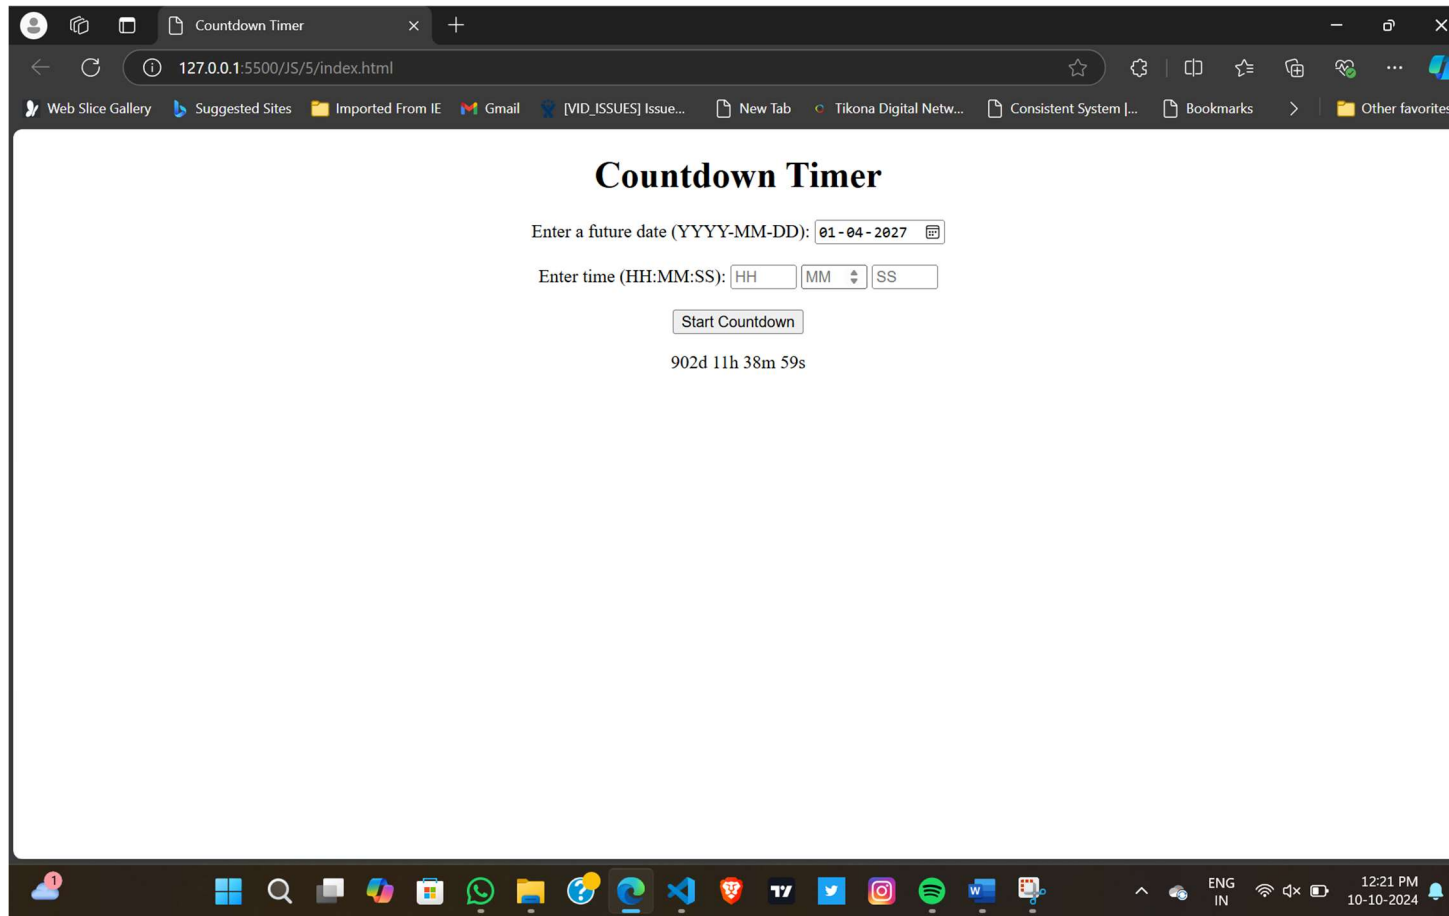 Countdown Timer
127.0.0.1:5500/JS/5/index.html
Web Slice Gallery Suggested Sites Imported From IE Gmail [VID_ISSUES] Issue... New Tab Tikona Digital Netw... Consistent System |... Bookmarks Other favorites
Countdown Timer
Enter a future date (YYYY-MM-DD): 01-04-2027
Enter time (HH:MM:SS): HH MM SS
Start Countdown
902d 11h 38m 59s
1 ENG 12:21 PM
IN 10-10-2024